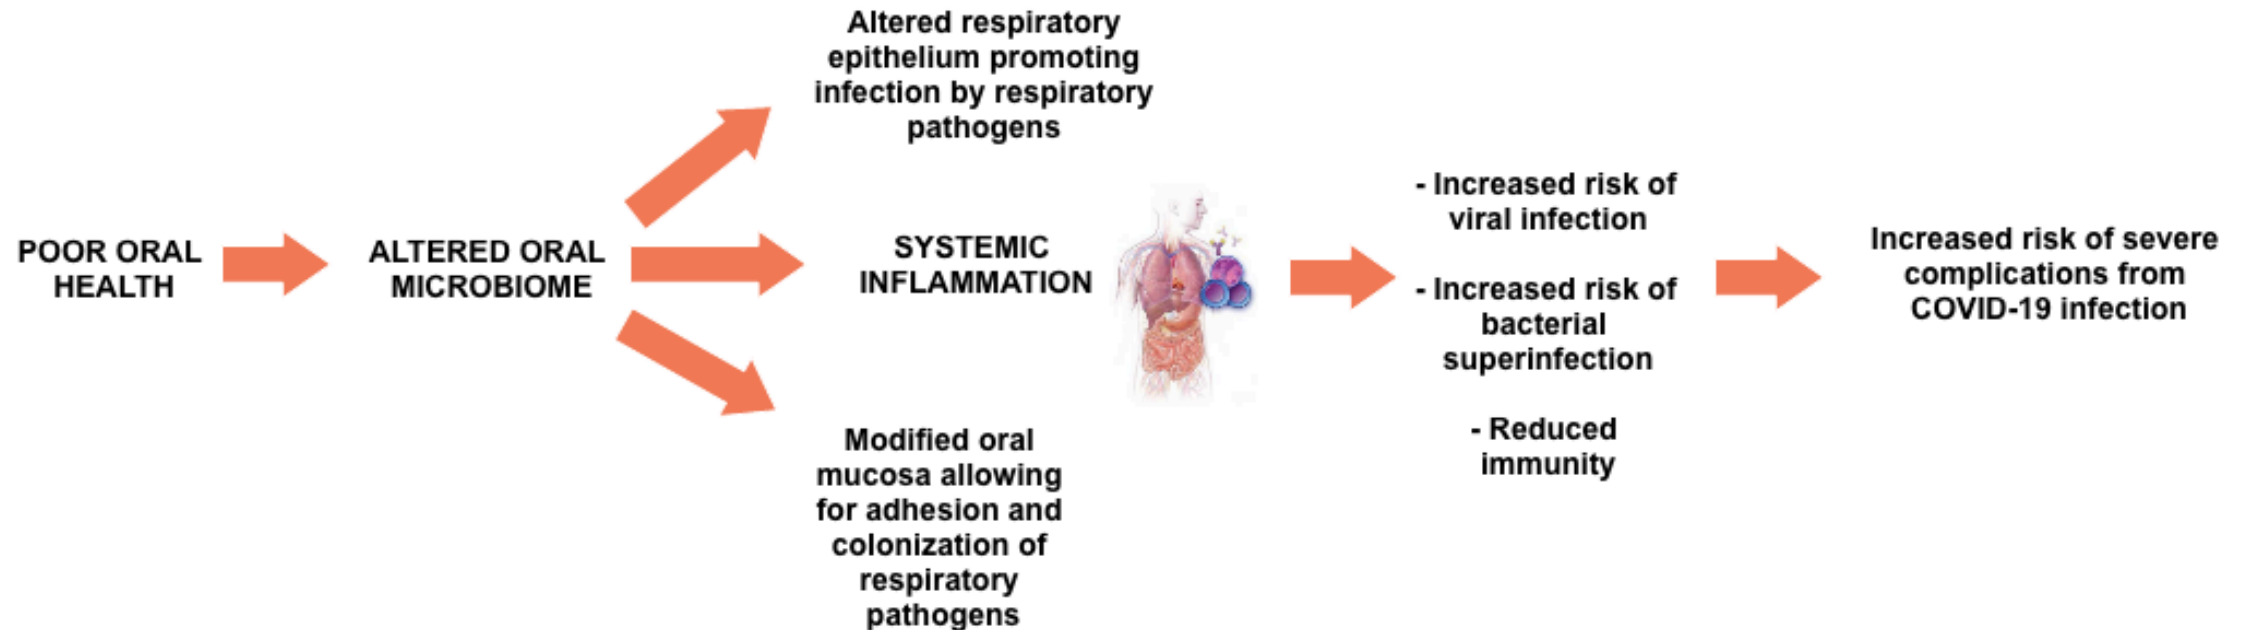 POOR ORAL
HEALTH
ALTERED ORAL
MICROBIOME
Altered respiratory
epithelium promoting
infection by respiratory
pathogens
SYSTEMIC
INFLAMMATION
Modified oral
mucosa allowing
for adhesion and
colonization of
respiratory
pathogens
- Increased risk of
viral infection
- Increased risk of
bacterial
superinfection
- Reduced
immunity
Increased risk of severe
complications from
COVID-19 infection